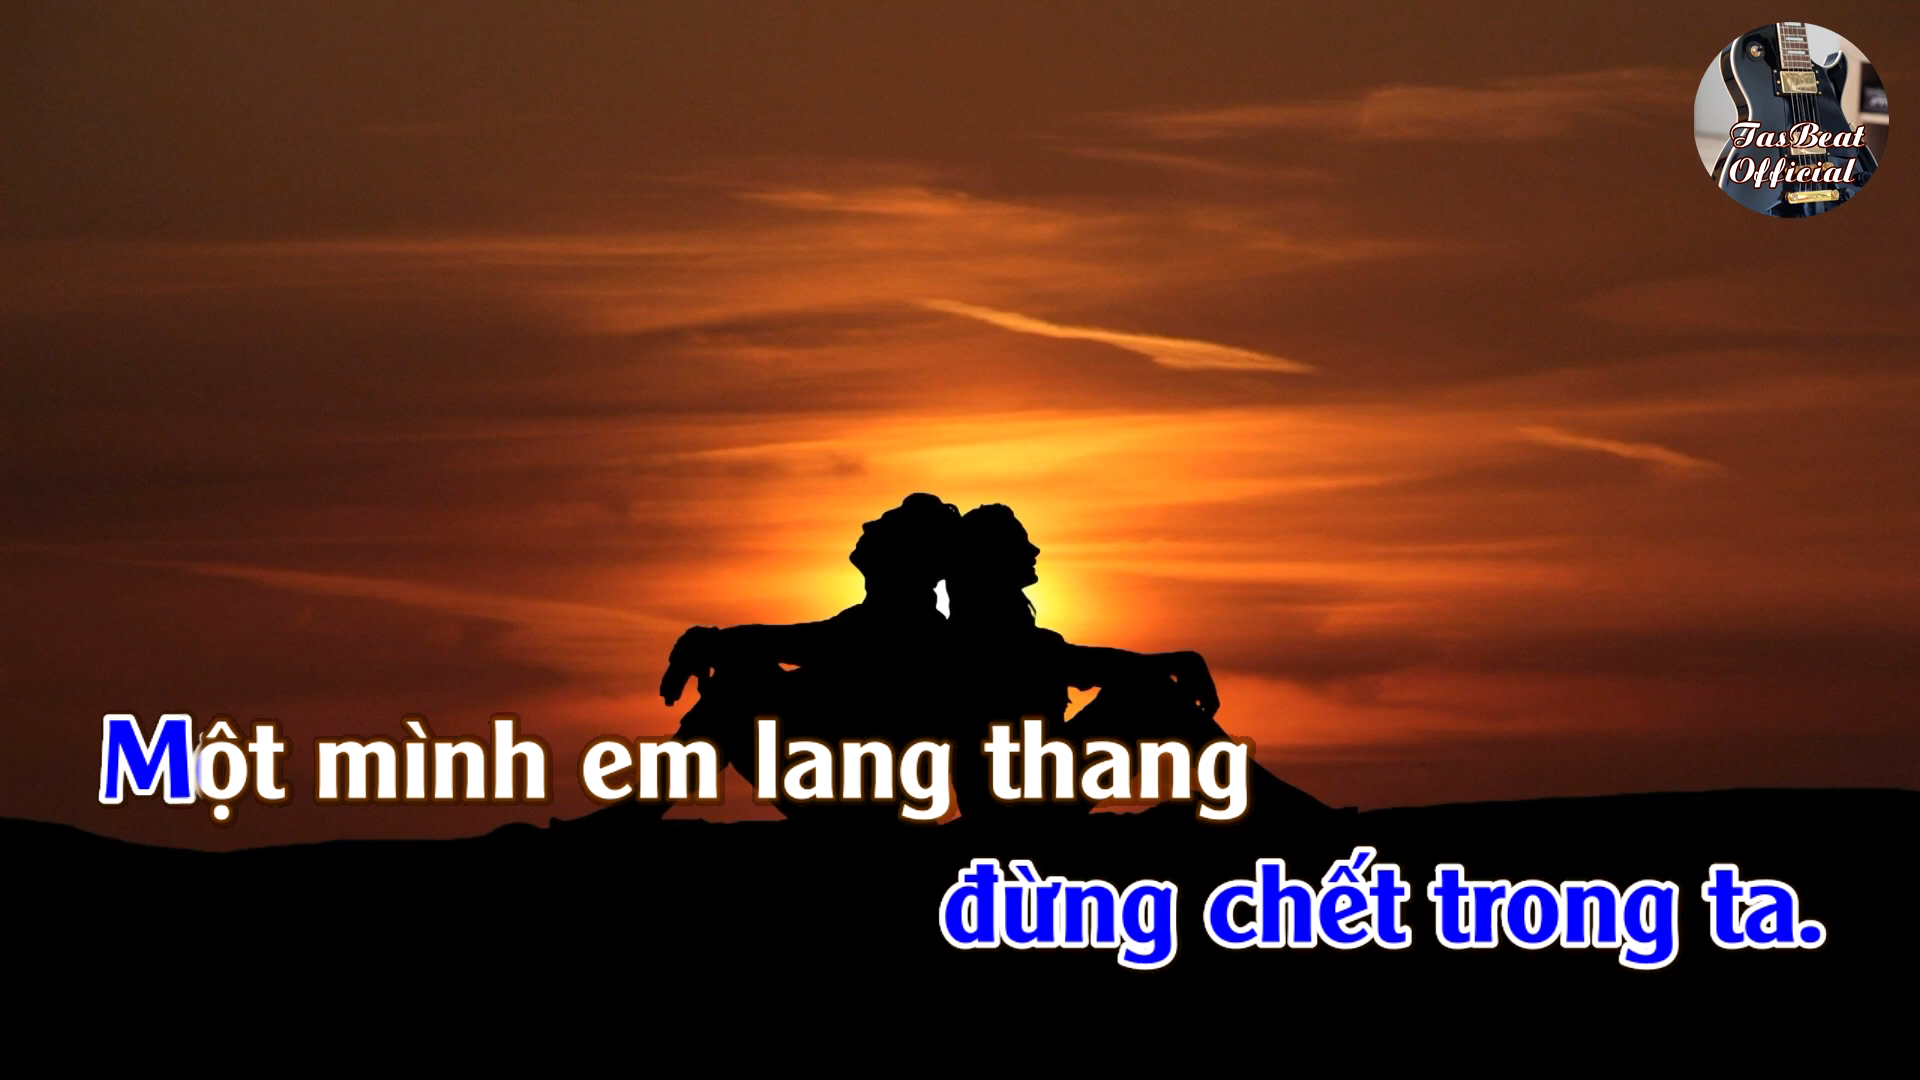 TasBeat
Official
Một mình em lang thang
đừng chết trong ta.